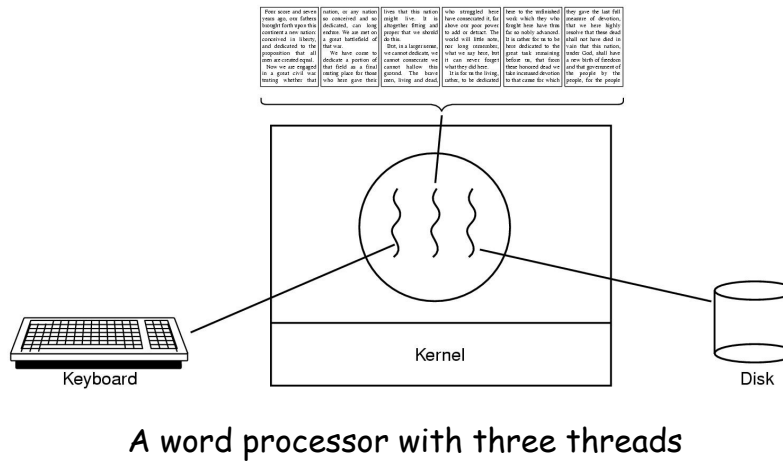 Four score and seven
years ago, our fathers
brought forth upon this
continent a new nation:
conceived in liberty,
and dedicated to the
proposition that all
men are created equal.
Now we are engaged
in a great civil war
testing whether that
nation, or any nation
so conceived and so
dedicated, can long
endure. We are met on
a great battlefield of
that war.
We have come to
dedicate a portion of
that field as a final
resting place for those
who here gave their
lives that this nation
might live. It is
altogether fitting and
proper that we should
do this.
But, in a larger sense,
we cannot dedicate, we
cannot consecrate we
cannot hallow this
ground. The brave
men, living and dead,
who struggled here
have consecrated it, far
above our poor power
to add or detract. The
world will little note,
nor long remember,
what we say here, but
it can never forget
what they did here.
It is for us the living,
rather, to be dedicated
here to the unfinished
work which they who
fought here have thus
far so nobly advanced.
It is rather for us to be
here dedicated to the
great task remaining
before us, that from
these honored dead we
take increased devotion
to that cause for which
they gave the last full
measure of devotion,
that we here highly
resolve that these dead
shall not have died in
vain that this nation,
under God, shall have
a new birth of freedom
and that government of
the people by the
people, for the people
Kernel
Keyboard
Disk
A word processor with three threads